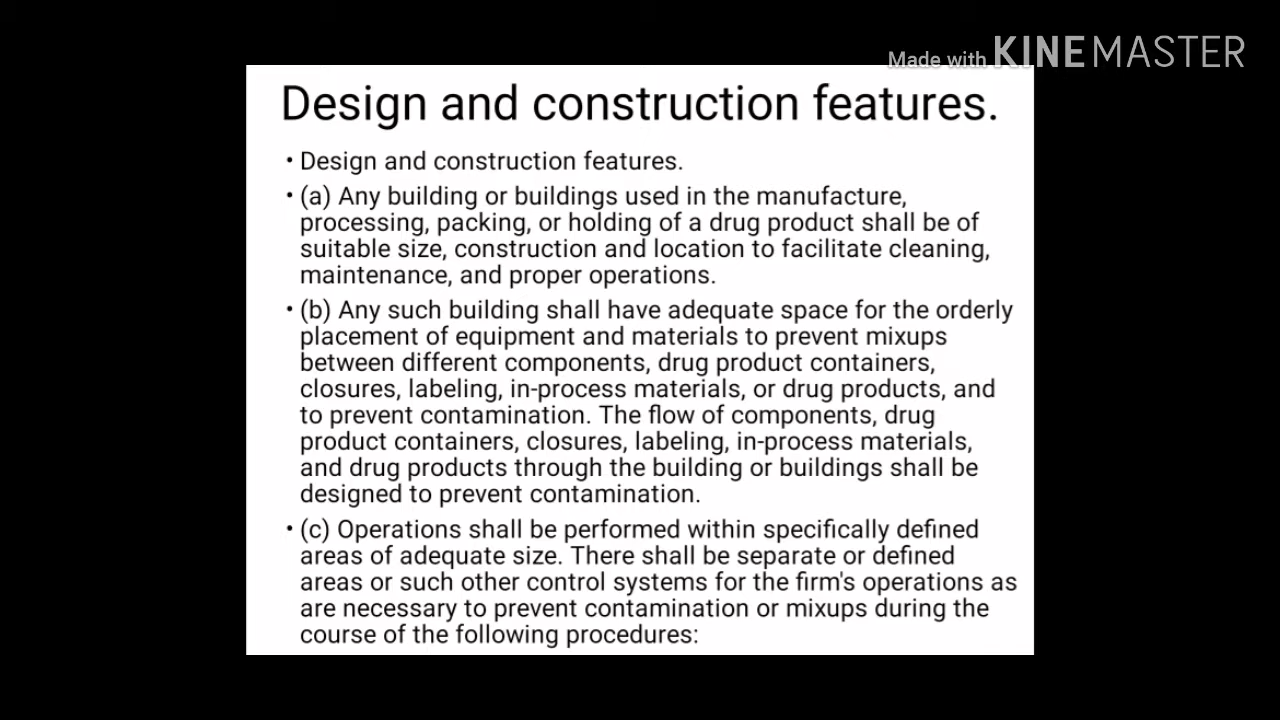 Made with KINEMASTER
Design and construction features.
• Design and construction features.
• (a) Any building or buildings used in the manufacture,
processing, packing, or holding of a drug product shall be of
suitable size, construction and location to facilitate cleaning,
maintenance, and proper operations.
• (b) Any such building shall have adequate space for the orderly
placement of equipment and materials to prevent mixups
between different components, drug product containers,
closures, labeling, in-process materials, or drug products, and
to prevent contamination. The flow of components, drug
product containers, closures, labeling, in-process materials,
and drug products through the building or buildings shall be
designed to prevent contamination.
• (c) Operations shall be performed within specifically defined
areas of adequate size. There shall be separate or defined
areas or such other control systems for the firm's operations as
are necessary to prevent contamination or mixups during the
course of the following procedures: